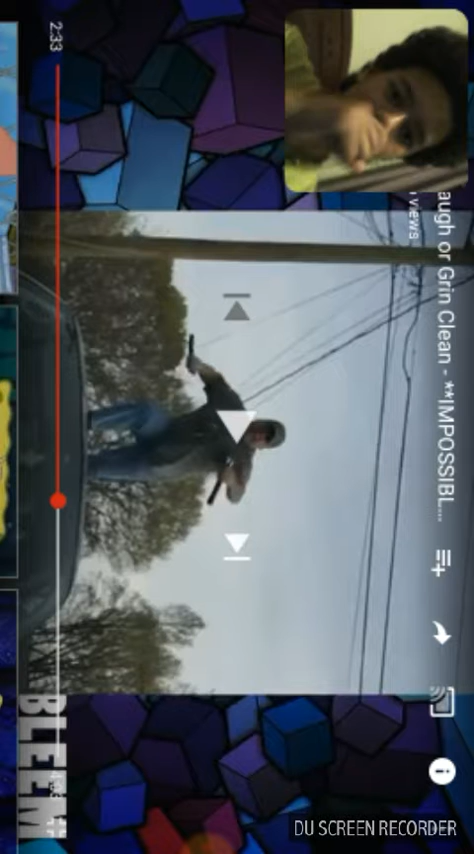 augh or Grin Clean - **IMPOSSIBL...
views
2:33
BLEEM
DU SCREEN RECORDER